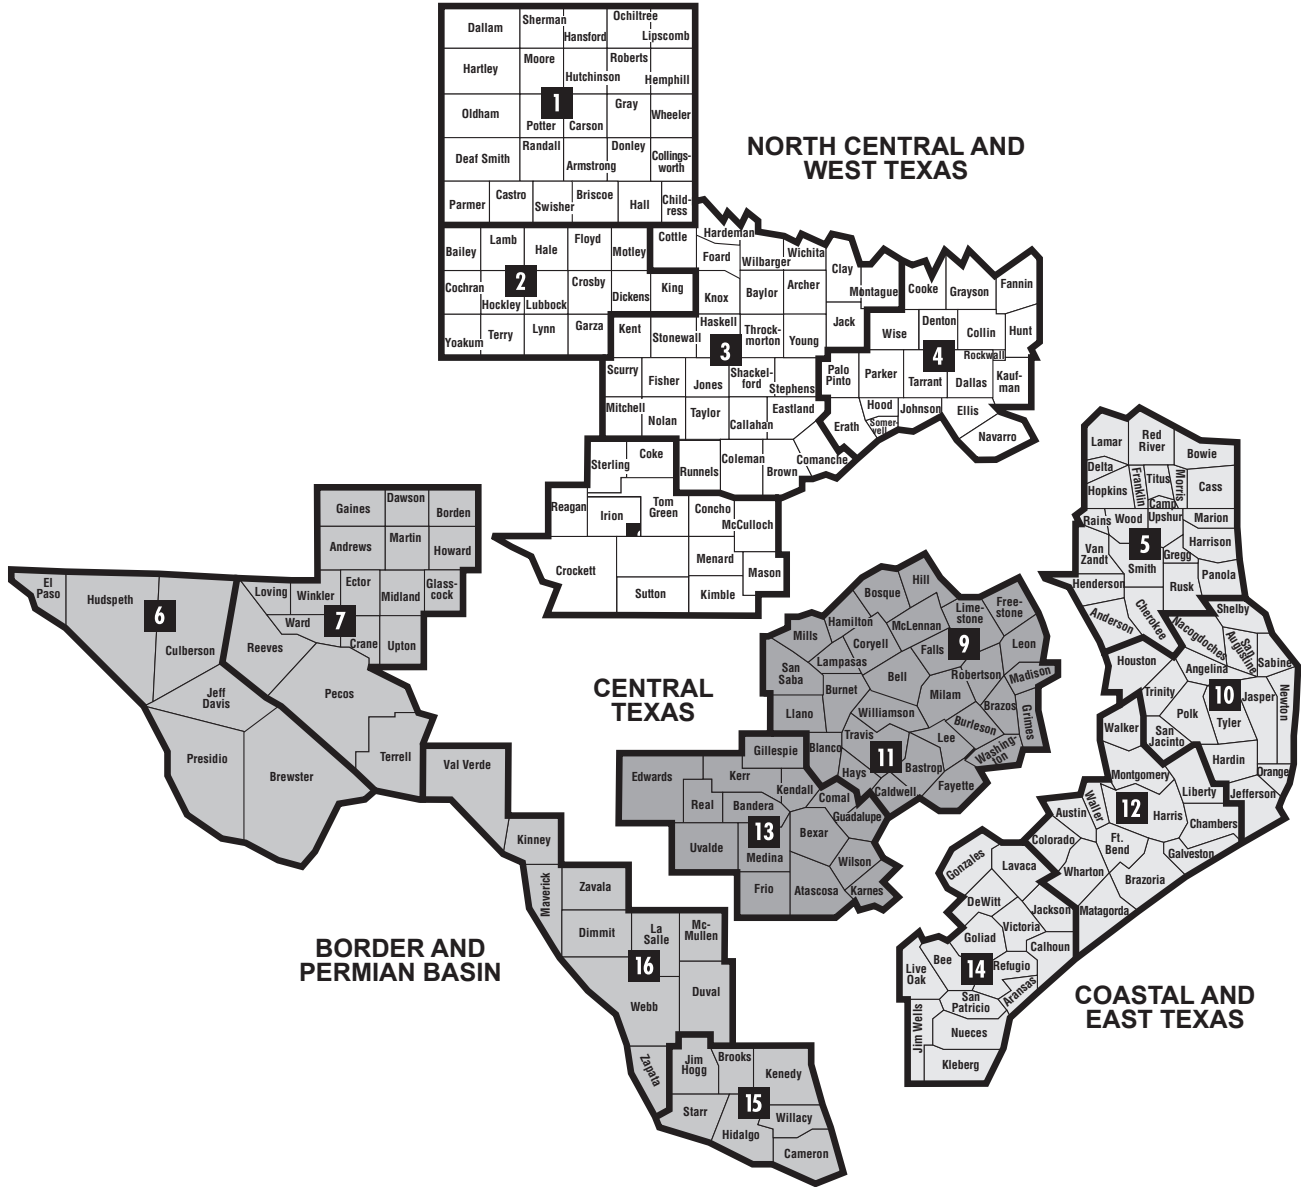 Dallam
Sherman
Hansford
Ochiltree
Lipscomb
Hartley
Moore
Hutchinson
Roberts
Hemphill
1
Oldham
Potter
Carson
Gray
Wheeler
Deaf Smith
Randall
Armstrong
Donley
Collings-
worth
Parmer
Castro
Swisher
Briscoe
Hall
Child-
ress
NORTH CENTRAL AND
WEST TEXAS
Bailey
Lamb
Hale
Floyd
Motley
2
Cochran
Hockley
Lubbock
Crosby
Dickens
Yoakum
Terry
Lynn
Garza
Cottle
Hardeman
Foard
Wilbarger
Wichita
Clay
Montague
King
Knox
Baylor
Archer
Jack
Kent
Stonewall
Haskell
Throck-
morton
Young
3
Scurry
Fisher
Jones
Shackel-
ford
Stephens
Mitchell
Nolan
Taylor
Callahan
Eastland
Runnels
Coleman
Brown
Comanche
Cooke
Grayson
Fannin
Wise
Denton
Collin
Hunt
4
Rockwall
Palo
Pinto
Parker
Tarrant
Dallas
Kauf-
man
Erath
Hood
Somer-
vell
Johnson
Ellis
Navarro
Sterling
Coke
Reagan
Irion
Tom
Green
Concho
McCulloch
Crockett
Menard
Mason
Sutton
Kimble
Lamar
Red
River
Bowie
Delta
Hopkins
Franklin
Titus
Camp
Morris
Cass
Rains
Wood
Upshur
Marion
5
Van
Zandt
Smith
Gregg
Harrison
Henderson
Rusk
Panola
Anderson
Cherokee
Gaines
Dawson
Borden
Andrews
Martin
Howard
El
Paso
Hudspeth
6
Culberson
Jeff
Davis
Presidio
Brewster
Loving
Winkler
Ector
Midland
Glass-
cock
7
Ward
Crane
Upton
Reeves
Pecos
Terrell
CENTRAL
TEXAS
Bosque
Hill
Hamilton
McLennan
Lime-
stone
Free-
stone
9
Mills
Coryell
Falls
Leon
San
Saba
Lampasas
Bell
Robertson
Madison
Burnet
Milam
Brazos
Grimes
Llano
Williamson
Burleson
Travis
Lee
Washing-
ton
Blanco
11
Bastrop
Hays
Caldwell
Fayette
Gillespie
Edwards
Kerr
Kendall
Comal
Real
Bandera
Guadalupe
13
Bexar
Uvalde
Medina
Wilson
Frio
Atascosa
Karnes
Shelby
Nacogdoches
San
Augustine
Sabine
Houston
Angelina
10
Trinity
Polk
Tyler
Jasper
Newton
San
Jacinto
Hardin
Orange
Jefferson
Walker
Montgomery
Liberty
12
Austin
Waller
Harris
Chambers
Colorado
Ft.
Bend
Galveston
Wharton
Brazoria
Matagorda
Gonzales
Lavaca
DeWitt
Jackson
Victoria
Goliad
Calhoun
Bee
14
Refugio
Live
Oak
San
Patricio
Aransas
Jim Wells
Nueces
Kleberg
COASTAL AND
EAST TEXAS
Val Verde
Kinney
Maverick
Zavala
Dimmit
La
Salle
Mc-
Mullen
16
Webb
Duval
Zapata
Jim
Hogg
Brooks
Kenedy
Starr
15
Willacy
Hidalgo
Cameron
BORDER AND
PERMIAN BASIN